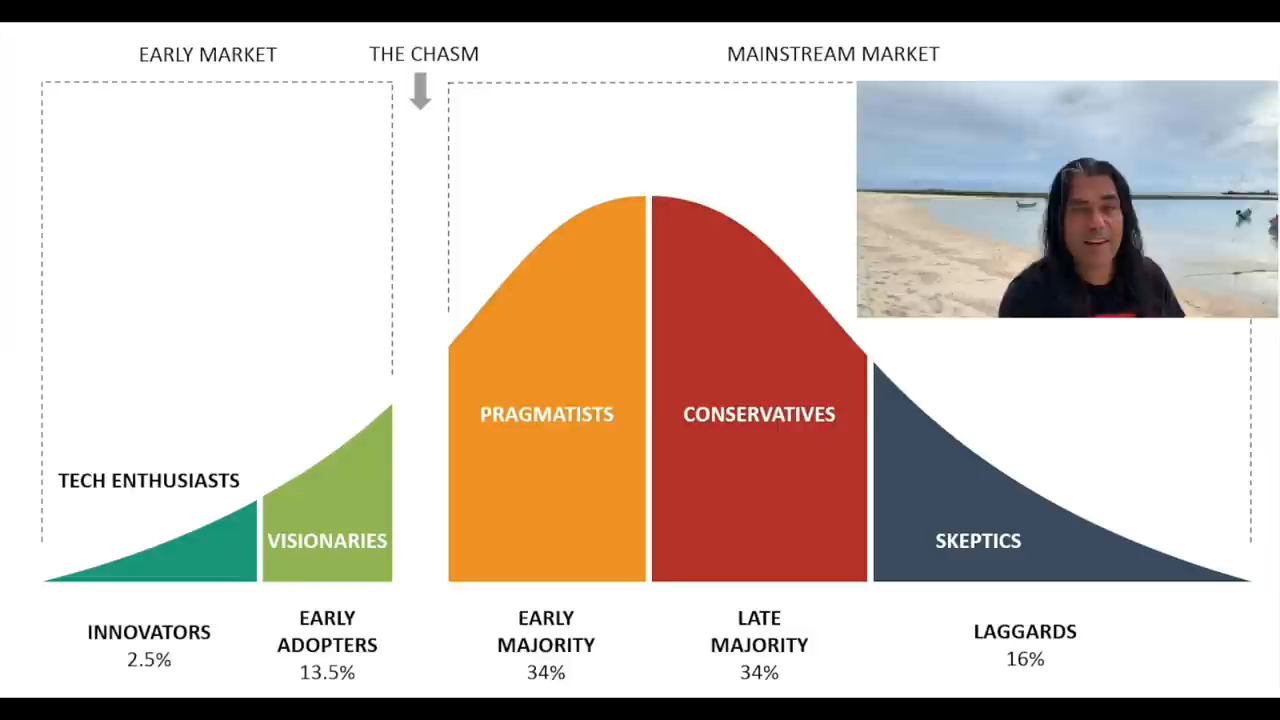 EARLY MARKET
THE CHASM
MAINSTREAM MARKET
TECH ENTHUSIASTS
VISIONARIES
PRAGMATISTS
CONSERVATIVES
SKEPTICS
INNOVATORS
2.5%
EARLY
ADOPTERS
13.5%
EARLY
MAJORITY
34%
LATE
MAJORITY
34%
LAGGARDS
16%